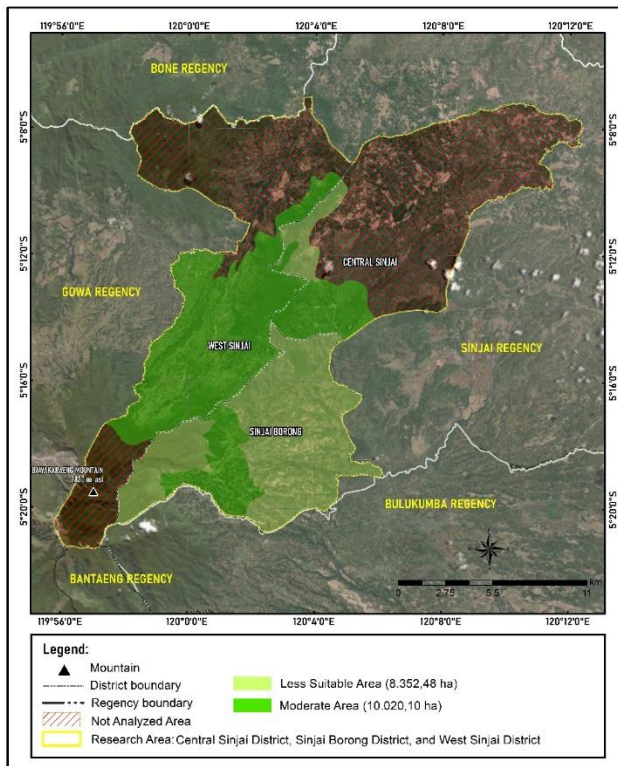 119°56'0"E 120°0'0"E 120°4'0"E 120°8'0"E 120°12'0"E
BONE REGENCY
5°8'0"S 5°8'0"S
5°12'0"S 5°12'0"S
CENTRAL SINJAI
GOWA REGENCY
WEST SINJAI
SINJAI REGENCY
5°16'0"S 5°16'0"S
SINJAI BORONG
MOUNTAIN
asl
5°20'0"S 5°20'0"S
BULUKUMBA REGENCY
BANTAENG REGENCY
km
0 2.75 5.5 11
119°56'0"E 120°0'0"E 120°4'0"E 120°8'0"E 120°12'0"E
Legend:
Mountain
District boundary
Regency boundary
Not Analyzed Area
Less Suitable Area (8.352,48 ha)
Moderate Area (10.020,10 ha)
Research Area: Central Sinjai District, Sinjai Borong District, and West Sinjai District